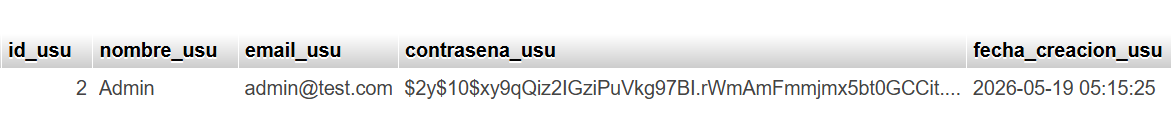 id_usu nombre_usu email_usu contrasena_usu fecha_creacion_usu
2 Admin admin@test.com $2y$10$xy9qQiz2IGziPuVkg97BI.rWmAmFmmjmx5bt0GCCit.... 2026-05-19 05:15:25